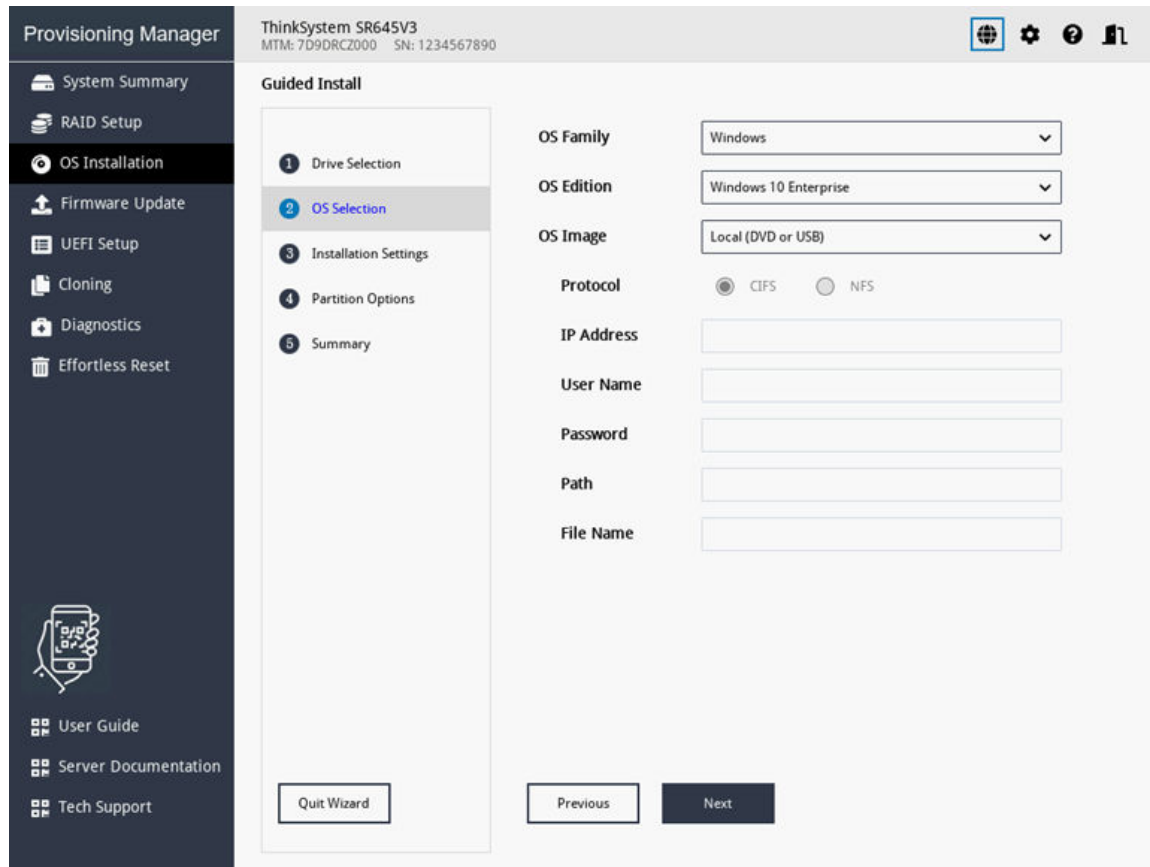 Provisioning Manager
ThinkSystem SR645V3
MTM: 7D9DRCZ000 SN: 1234567890
System Summary
RAID Setup
OS Installation
Firmware Update
UEFI Setup
Cloning
Diagnostics
Effortless Reset
User Guide
Server Documentation
Tech Support
Guided Install
1 Drive Selection
2 OS Selection
3 Installation Settings
4 Partition Options
5 Summary
Quit Wizard
OS Family Windows
OS Edition Windows 10 Enterprise
OS Image Local (DVD or USB)
Protocol CIFS NFS
IP Address
User Name
Password
Path
File Name
Previous Next